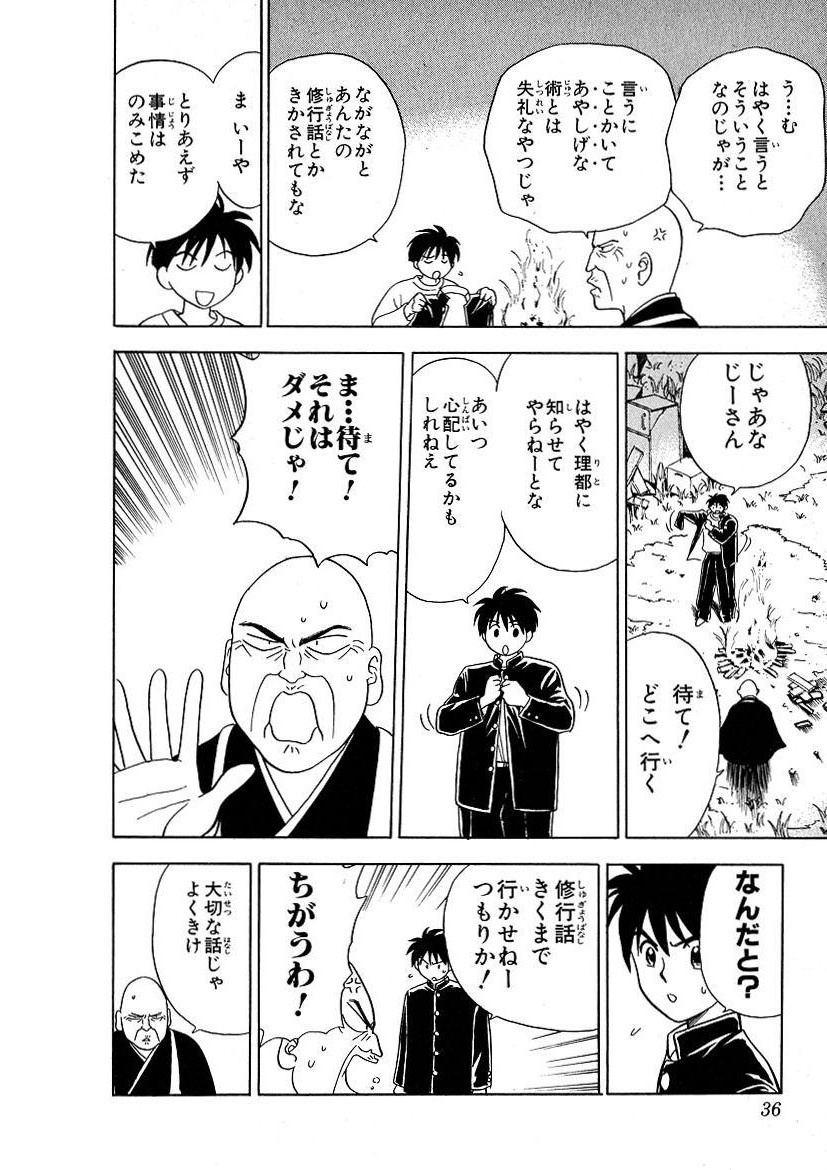 う…む
はやく言うと
そういうこと
なのじゃが…
言うに
ことかいて
あやしげな
術とは
失礼なやつじゃ
ながながと
あんたの
修行話とか
きかされてもな
ま いーや
とりあえず
事情は
のみこめた
じゃあな
じーさん
待て!
どこへ行く
はやく理都に
知らせて
やらねーとな
あいつ
心配してるかも
しれねえ
ま…待て!
それは
ダメじゃ!
なんだと?
修行話
きくまで
行かせねー
つもりか!
ちがうわ!
大切な話じゃ
よくきけ
36